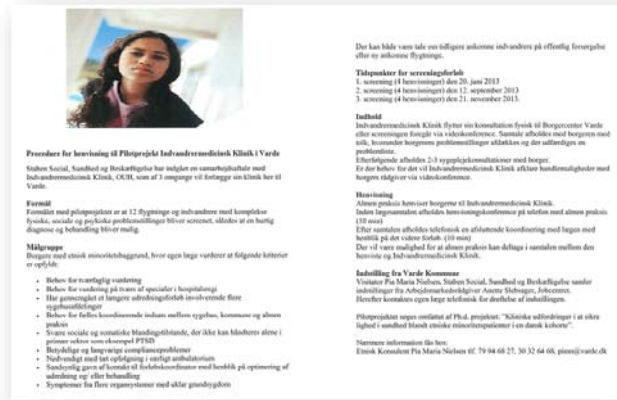 Procedure for henvisning til Pilotprojekt Indvandrermedicinsk Klinik i Varde
Staben Social, Sundhed og Beskæftigelse har indgået en samarbejdsaftale med
Indvandrermedicinsk Klinik, OUH, som af 3 omgange vil forlægge sin klinik her til
Varde.
Formål
Formålet med pilotprojektet er at 12 flygtninge og indvandrere med komplekse
fysiske, sociale og psykiske problemstillinger bliver screenet, således at en hurtig
diagnose og behandling bliver mulig.
Målgruppe
Borgere med etnisk minoritetsbaggrund, hvor egen læge vurderer at følgende kriterier
er opfyldt:
Behov for tværfaglig vurdering
Behov for vurdering på tværs af specialer i hospitalsregi
Har gennemgået et længere udredningsforløb involverende flere
sygehusafdelinger
Behov for fælles koordinerende indsats mellem sygehus, kommune og almen
praksis
Svære sociale og somatiske blandingstilstande, der ikke kan håndteres alene i
primær sektor som eksempel PTSD
Betydelige og langvarige complianceproblemer
Nødvendigt med tæt opfølgning i særligt ambulatorium
Sandsynlig gavn af kontakt til forløbskoordinator med henblik på optimering af
udredning og/ eller behandling
Symptomer fra flere organsystemer med uklar grundsygdom
Der kan både være tale om tidligere ankomne indvandrere på offentlig forsørgelse
eller ny ankomne flygtninge.
Tidspunkter for screeningsforløb
1. screening (4 henvisninger) den 20. juni 2013
2. screening (4 henvisninger) den 12. september 2013
3. screening (4 henvisninger) den 21. november 2013.
Indhold
Indvandrermedicinsk Klinik flytter sin konsultation fysisk til Borgercenter Varde
eller screeningen foregår via videokonference. Samtale afholdes med borgeren med
tolk, hvorunder borgerens problemstillinger afdækkes og der udfærdiges en
problemliste.
Efterfølgende afholdes 2-3 sygeplejekonsultationer med borger.
Er der behov for det vil Indvandrermedicinsk Klinik afklare handlemuligheder med
borgers rådgiver via videokonference.
Henvisning
Almen praksis henviser borgerne til Indvandrermedicinsk Klinik.
Inden lægesamtalen afholdes henvisningskonference på telefon med almen praksis
(10 min)
Efter samtalen afholdes telefonisk en afsluttende koordinering med lægen med
henblik på det videre forløb. (10 min)
Der vil være mulighed for at almen praksis kan deltage i samtalen mellem den
henviste og Indvandrermedicinsk Klinik.
Indstilling fra Varde Kommune
Visitator Pia Maria Nielsen, Staben Social, Sundhed og Beskæftigelse samler
indstillinger fra Arbejdsmarkedsrådgiver Anette Slebsager, Jobcentret.
Herefter kontaktes egen læge telefonisk for drøftelse af indstillingen.
Pilotprojektet søges omfattet af Ph.d. projektet: "Kliniske udfordringer i at sikre
lighed i sundhed blandt etniske minoritetspatienter i en dansk kohorte".
Nærmere information fås hos:
Etnisk Konsulent Pia Maria Nielsen tlf. 79 94 68 27, 30 32 64 68, pimn@varde.dk